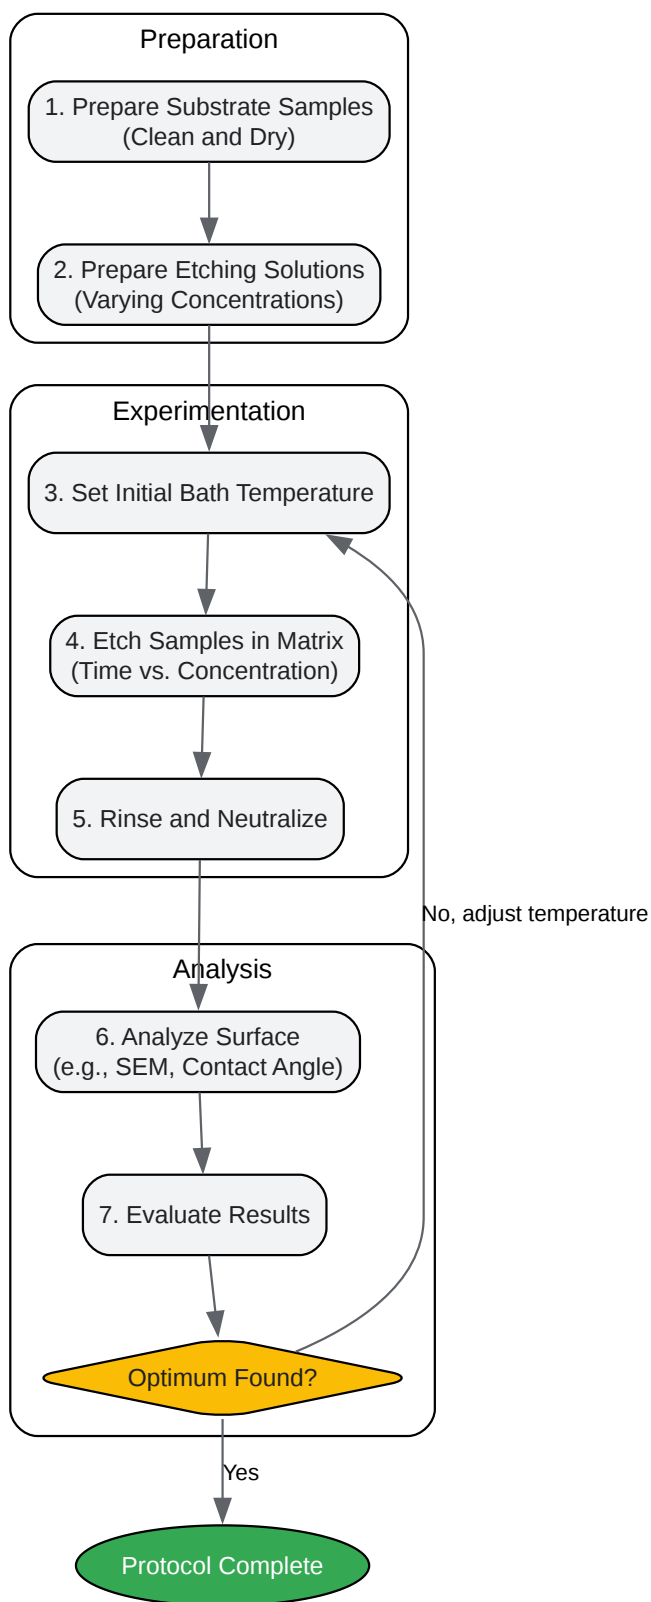 Preparation
1. Prepare Substrate Samples
(Clean and Dry)
2. Prepare Etching Solutions
(Varying Concentrations)
Experimentation
3. Set Initial Bath Temperature
4. Etch Samples in Matrix
(Time vs. Concentration)
5. Rinse and Neutralize
No, adjust temperature
Analysis
6. Analyze Surface
(e.g., SEM, Contact Angle)
7. Evaluate Results
Optimum Found?
Yes
Protocol Complete